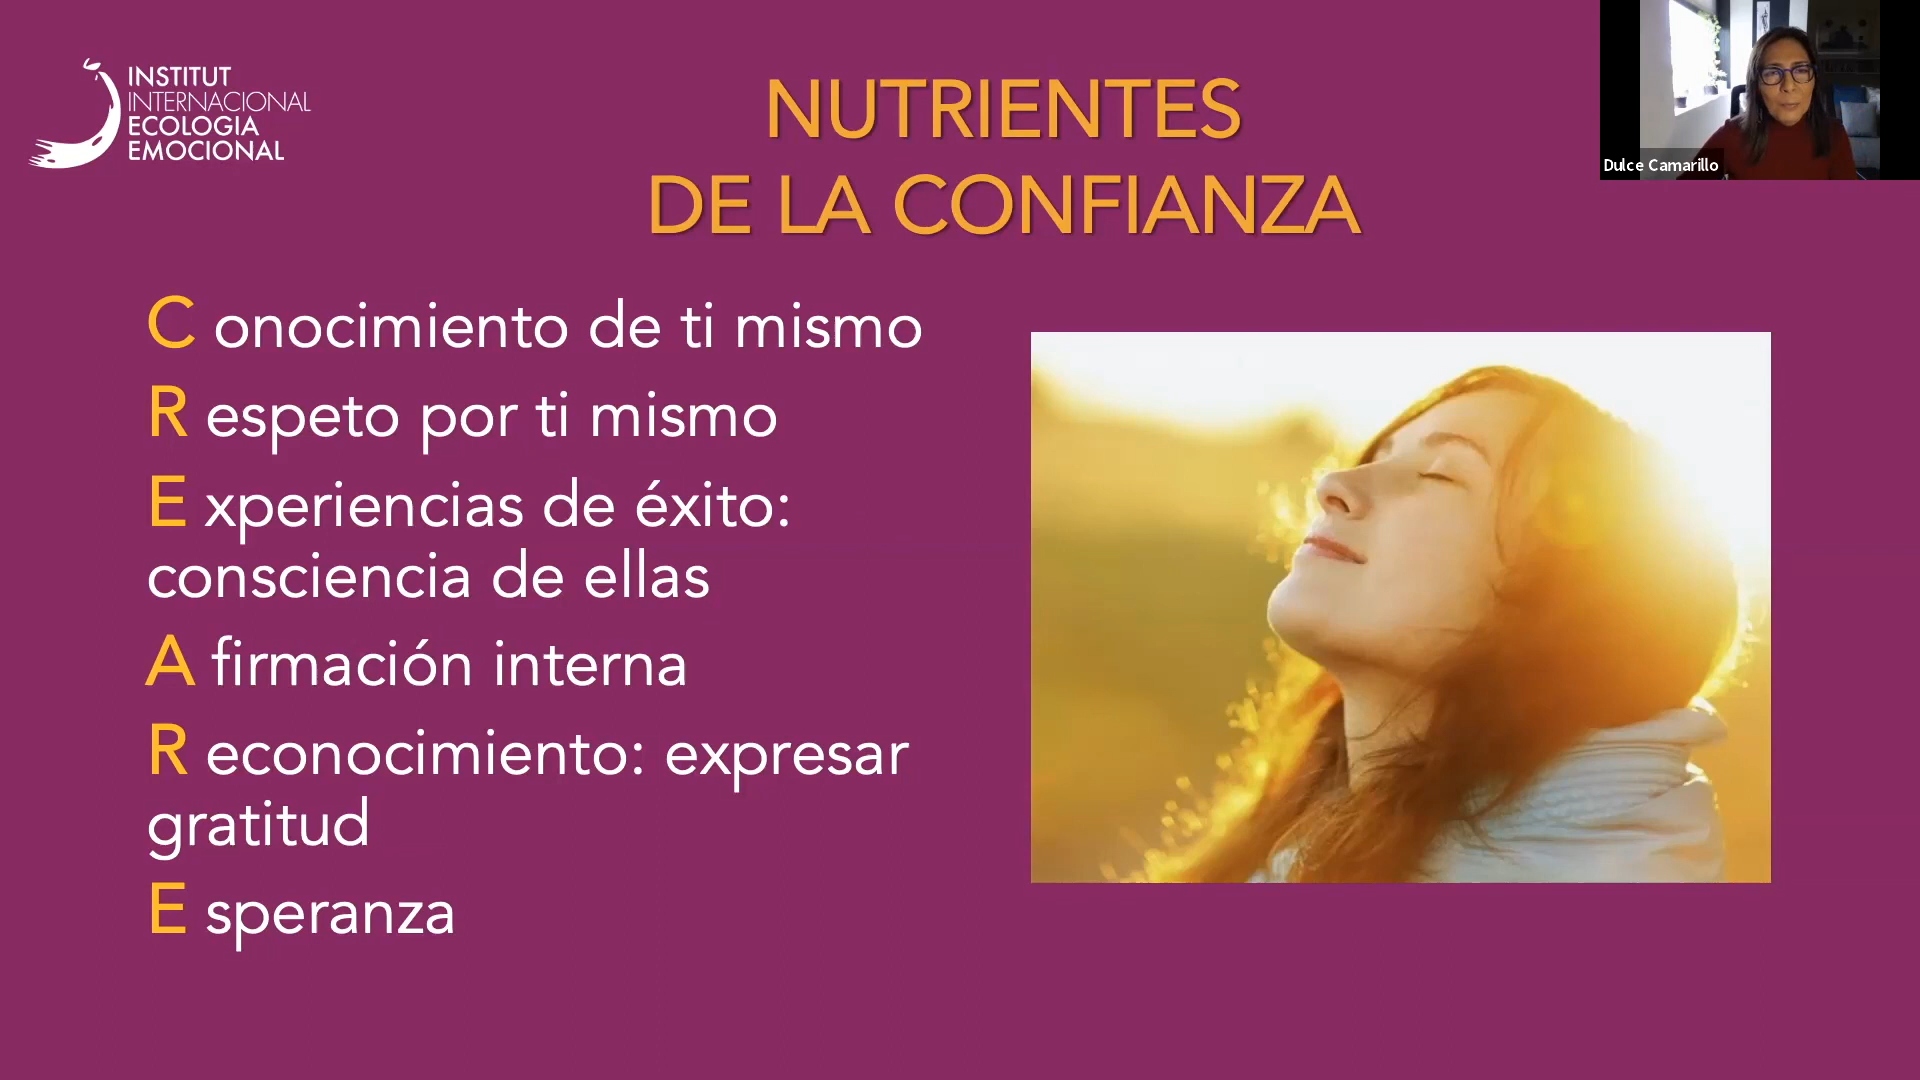 INSTITUT
INTERNACIONAL
ECOLOGIA
EMOCIONAL
NUTRIENTES
DE LA CONFIANZA
Dulce Camarillo
C onocimiento de ti mismo
R espeto por ti mismo
E xperiencias de éxito:
consciencia de ellas
A firmación interna
R econocimiento: expresar
gratitud
E speranza